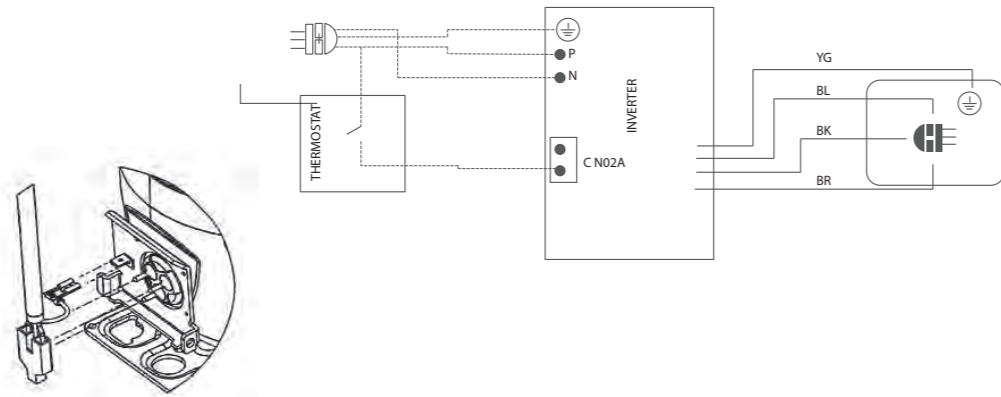 P
N
THERMOSTAT
INVERTER
C N02A
YG
BL
BK
BR